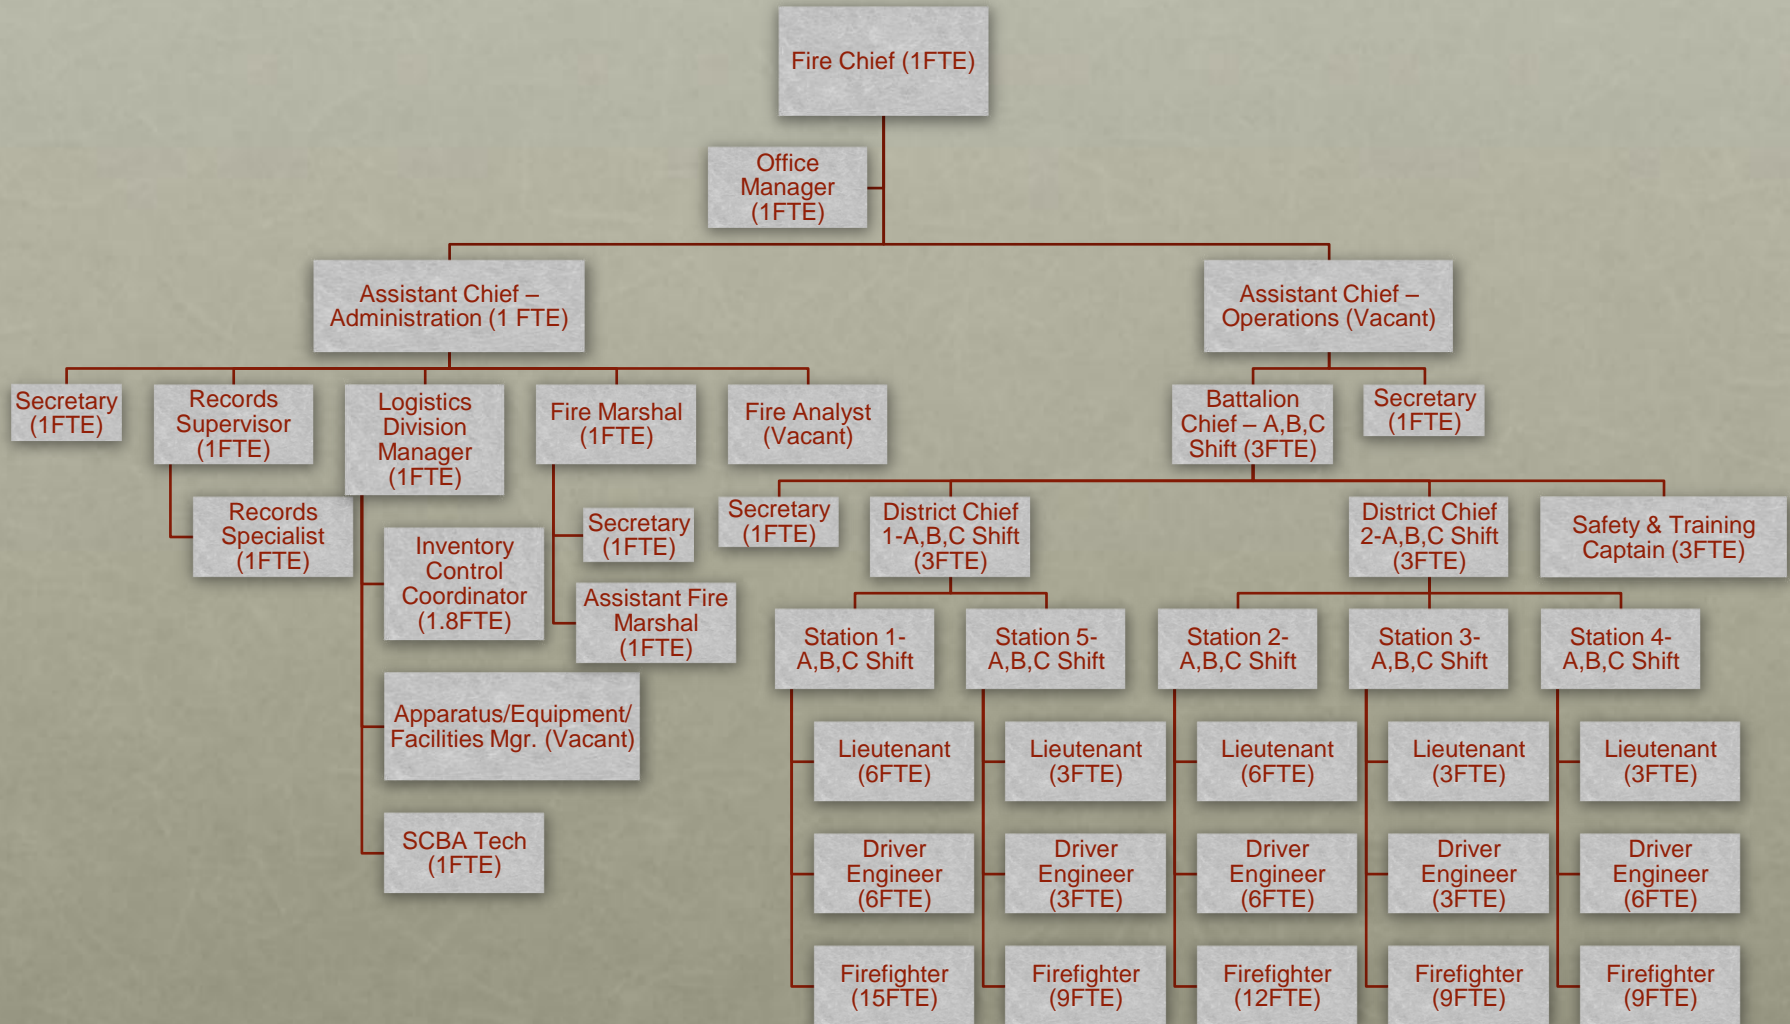 Fire Chief (1FTE)
Office
Manager
(1FTE)
Assistant Chief –
Administration (1 FTE)
Assistant Chief –
Operations (Vacant)
Secretary
(1FTE)
Records
Supervisor
(1FTE)
Logistics
Division
Manager
(1FTE)
Fire Marshal
(1FTE)
Fire Analyst
(Vacant)
Battalion
Chief – A,B,C
Shift (3FTE)
Secretary
(1FTE)
Records
Specialist
(1FTE)
Inventory
Control
Coordinator
(1.8FTE)
Secretary
(1FTE)
Assistant Fire
Marshal
(1FTE)
Apparatus/Equipment/
Facilities Mgr. (Vacant)
SCBA Tech
(1FTE)
Secretary
(1FTE)
District Chief
1-A,B,C Shift
(3FTE)
District Chief
2-A,B,C Shift
(3FTE)
Safety & Training
Captain (3FTE)
Station 1-
A,B,C Shift
Station 5-
A,B,C Shift
Station 2-
A,B,C Shift
Station 3-
A,B,C Shift
Station 4-
A,B,C Shift
Lieutenant
(6FTE)
Lieutenant
(3FTE)
Lieutenant
(6FTE)
Lieutenant
(3FTE)
Lieutenant
(3FTE)
Driver
Engineer
(6FTE)
Driver
Engineer
(3FTE)
Driver
Engineer
(6FTE)
Driver
Engineer
(3FTE)
Driver
Engineer
(6FTE)
Firefighter
(15FTE)
Firefighter
(9FTE)
Firefighter
(12FTE)
Firefighter
(9FTE)
Firefighter
(9FTE)